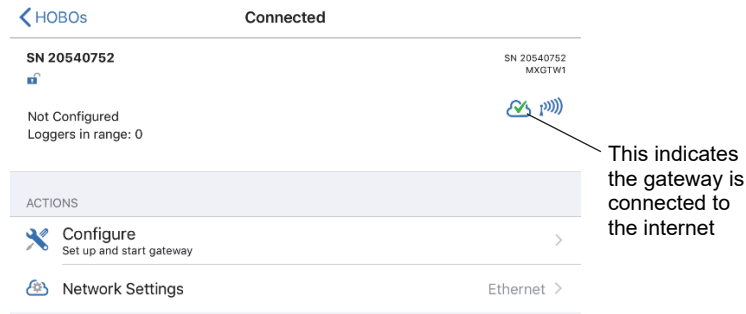 HOBOs
Connected
SN 20540752
SN 20540752
MXGTW1
Not Configured
Loggers in range: 0
This indicates
the gateway is
connected to
the internet
ACTIONS
Configure
Set up and start gateway
Network Settings
Ethernet